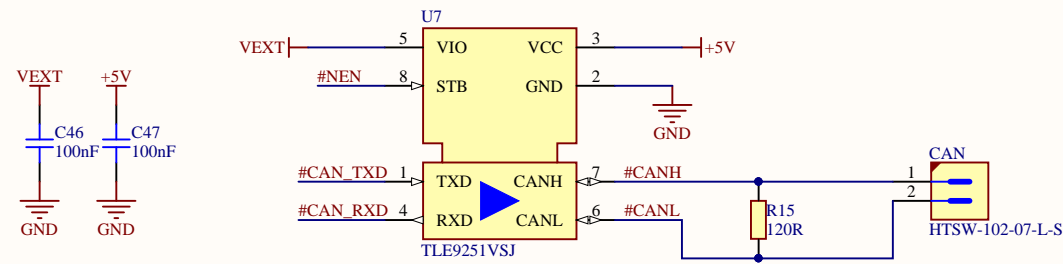 U7
VEXT
5
VIO
VCC
3
+5V
#NEN
8
STB
GND
2
GND
VEXT
+5V
C46
100nF
C47
100nF
GND
GND
#CAN_TXD
1
TXD
CANH
7
#CANH
#CAN_RXD
4
RXD
CANL
6
#CANL
TLE9251VSJ
R15
120R
CAN
1
2
HTSW-102-07-L-S